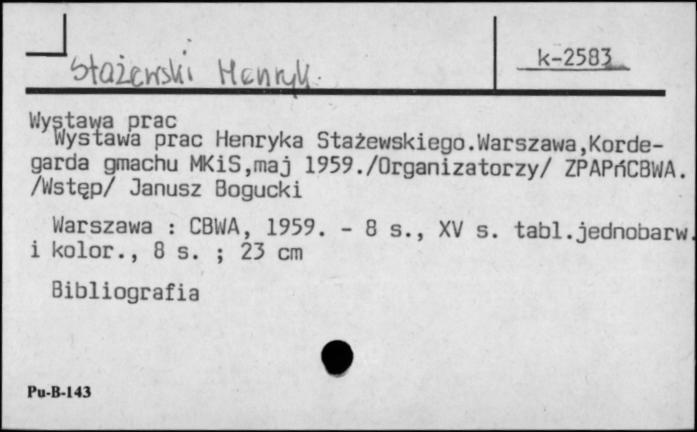 Stażewski Henryk.
k-2583
Wystawa prac
Wystawa prac Henryka Stażewskiego.Warszawa,Korde-
garda gmachu MKiS,maj 1959./Organizatorzy/ ZPAPńCBWA.
/Wstęp/ Janusz Bogucki
Warszawa : CBWA, 1959. - 8 s., XV s. tabl.jednobarw.
i kolor., 8 s. ; 23 cm
Bibliografia
Pu-B-143